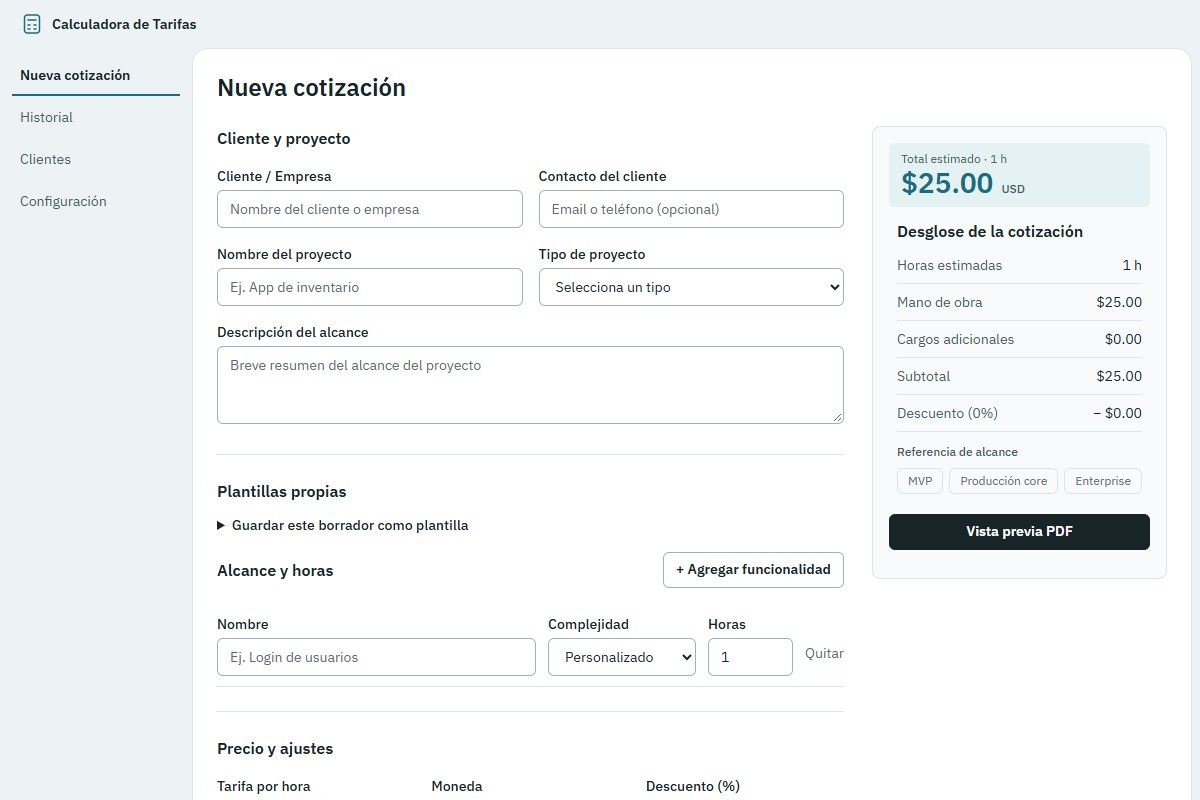 Calculadora de Tarifas
Nueva cotización
Historial
Clientes
Configuración
Nueva cotización
Cliente y proyecto
Cliente / Empresa
Contacto del cliente
Nombre del cliente o empresa
Email o teléfono (opcional)
Nombre del proyecto
Tipo de proyecto
Ej. App de inventario
Selecciona un tipo
Descripción del alcance
Breve resumen del alcance del proyecto
Plantillas propias
Guardar este borrador como plantilla
Alcance y horas
+ Agregar funcionalidad
Nombre
Complejidad
Horas
Ej. Login de usuarios
Personalizado
1
Quitar
Precio y ajustes
Tarifa por hora
Moneda
Descuento (%)
Total estimado · 1 h
$25.00 USD
Desglose de la cotización
Horas estimadas 1 h
Mano de obra $25.00
Cargos adicionales $0.00
Subtotal $25.00
Descuento (0%) − $0.00
Referencia de alcance
MVP
Producción core
Enterprise
Vista previa PDF